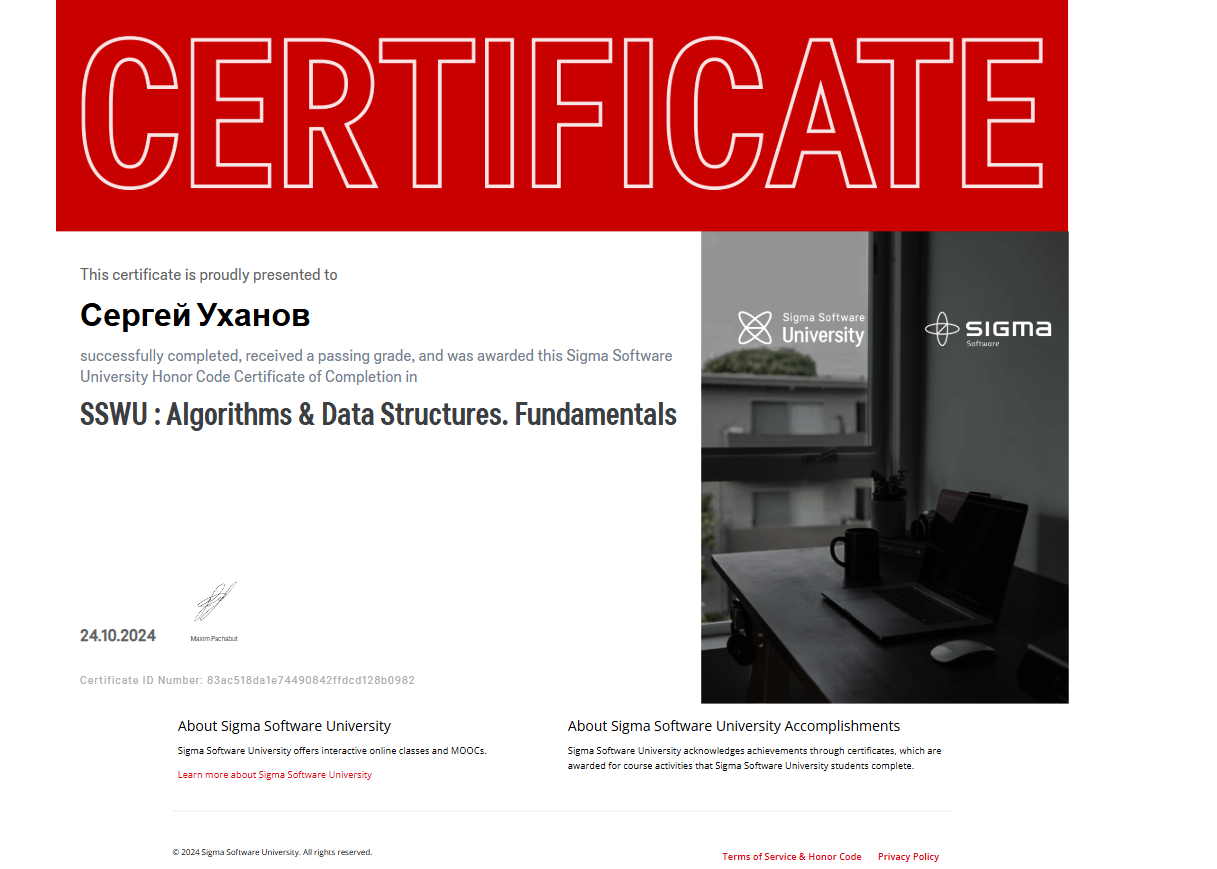 CERTIFICATE
This certificate is proudly presented to
Сергей Уханов
successfully completed, received a passing grade, and was awarded this Sigma Software
University Honor Code Certificate of Completion in
SSWU : Algorithms & Data Structures. Fundamentals
Sigma Software
University
SIGMA
Software
24.10.2024
Maxim Pachabut
Certificate ID Number: 83ac518da1e74490842ffdcd128b0982
About Sigma Software University
Sigma Software University offers interactive online classes and MOOCs.
Learn more about Sigma Software University
About Sigma Software University Accomplishments
Sigma Software University acknowledges achievements through certificates, which are
awarded for course activities that Sigma Software University students complete.
© 2024 Sigma Software University. All rights reserved.
Terms of Service & Honor Code
Privacy Policy